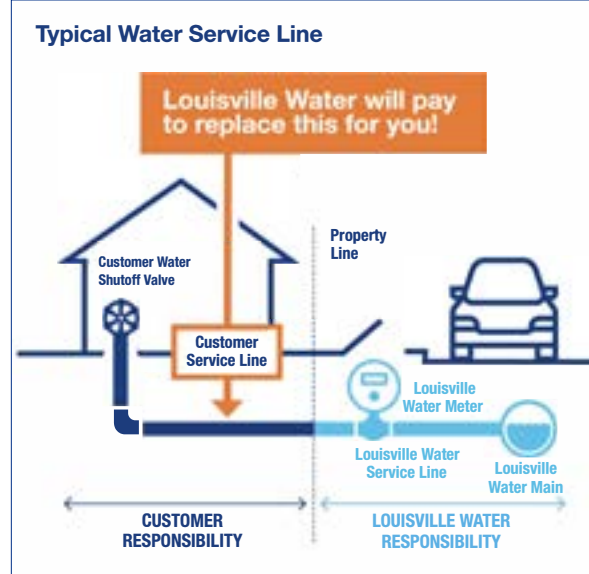 Typical Water Service Line
Louisville Water will pay
to replace this for you!
Property
Line
Customer Water
Shutoff Valve
Customer
Service Line
Louisville
Water Meter
Louisville Water
Service Line
Louisville
Water Main
CUSTOMER
RESPONSIBILITY
LOUISVILLE WATER
RESPONSIBILITY